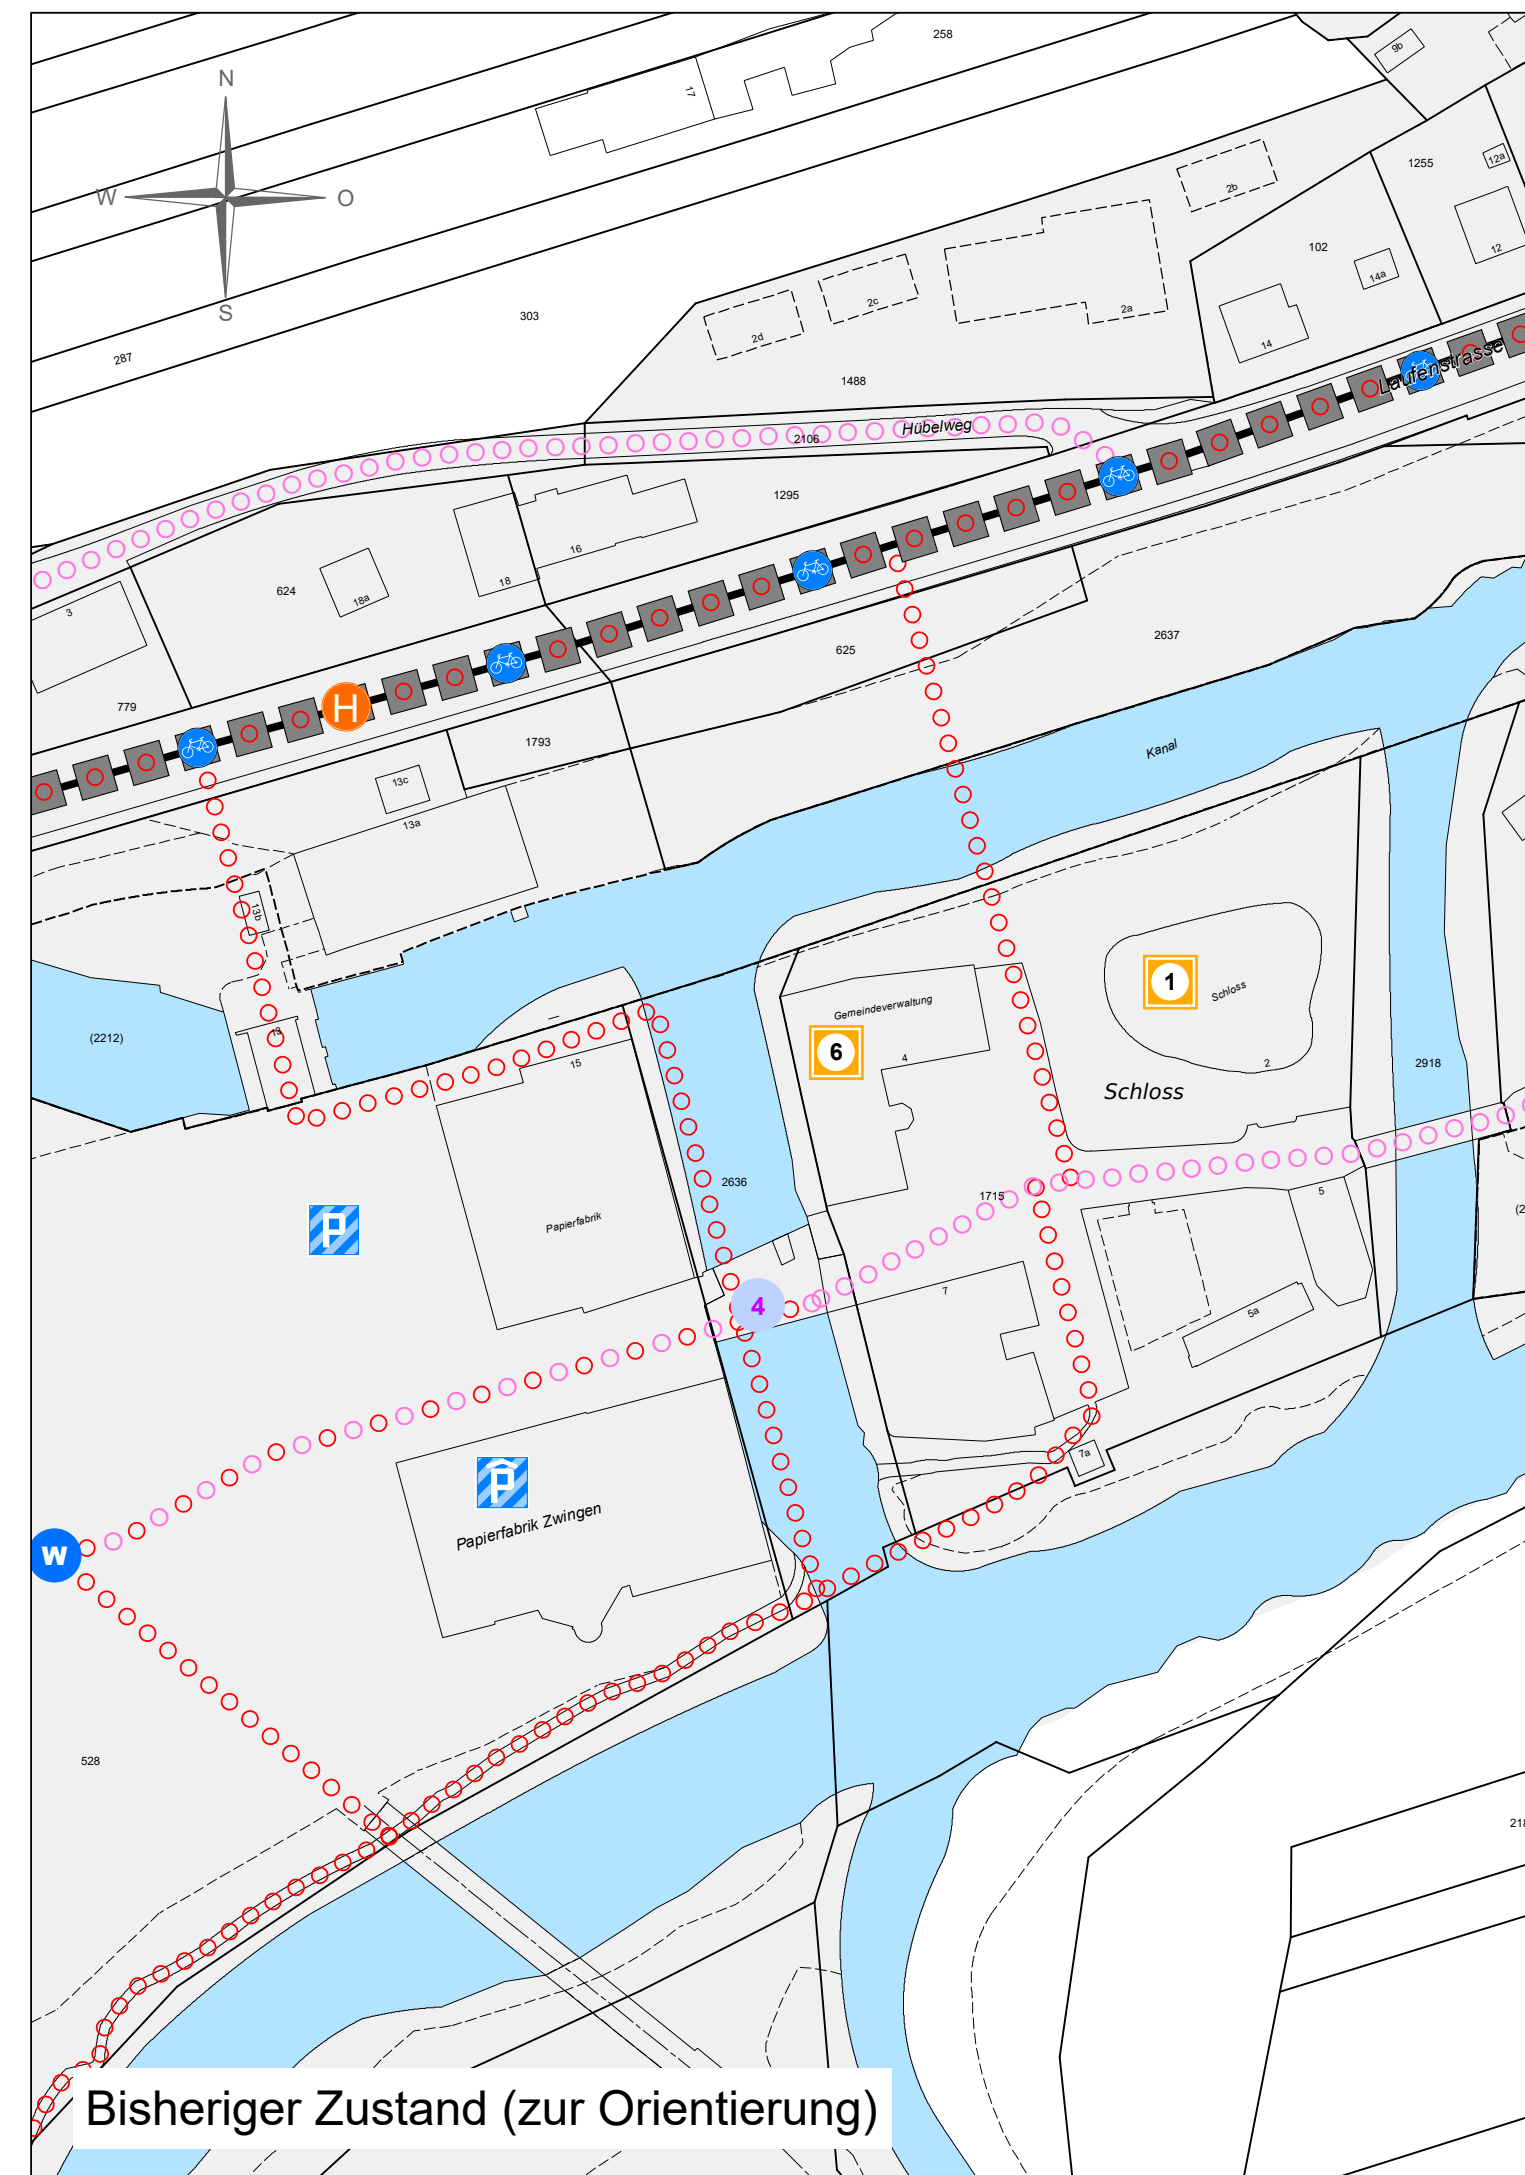 258
9b
N
17
1255
12a
2b
W
O
102
12
14a
2c
2a
S
303
2d
14
287
1488
Laufenstrasse
Hübelweg
2106
1295
16
18
624
18a
3
2637
625
H
779
1793
Kanal
13c
13a
13b
1
Schloss
Gemeindeverwaltung
(2212)
13
6
4
15
2
2918
Schloss
2636
1715
5
(2
P
Papierfabrik
7
4
5a
7a
P
Papierfabrik Zwingen
w
528
218
Bisheriger Zustand (zur Orientierung)